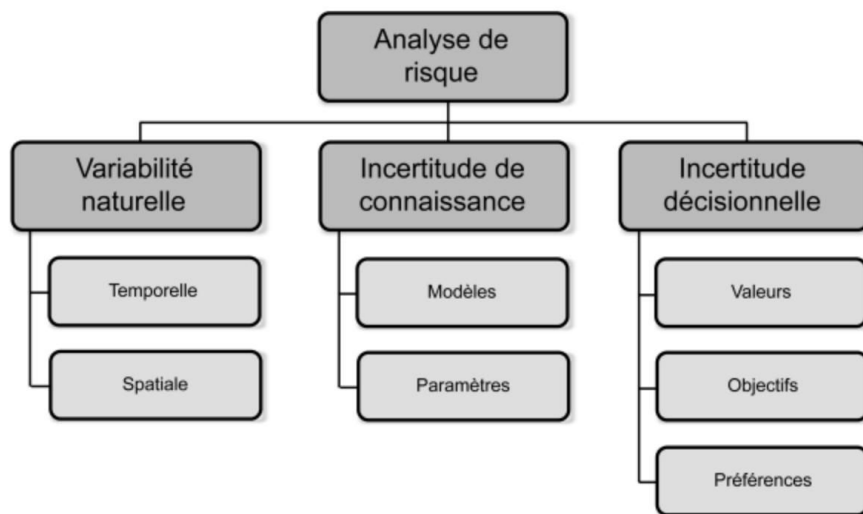 Analyse de
risque
Variabilité
naturelle
Temporelle
Spatiale
Incertitude de
connaissance
Modèles
Paramètres
Incertitude
décisionnelle
Valeurs
Objectifs
Préférences